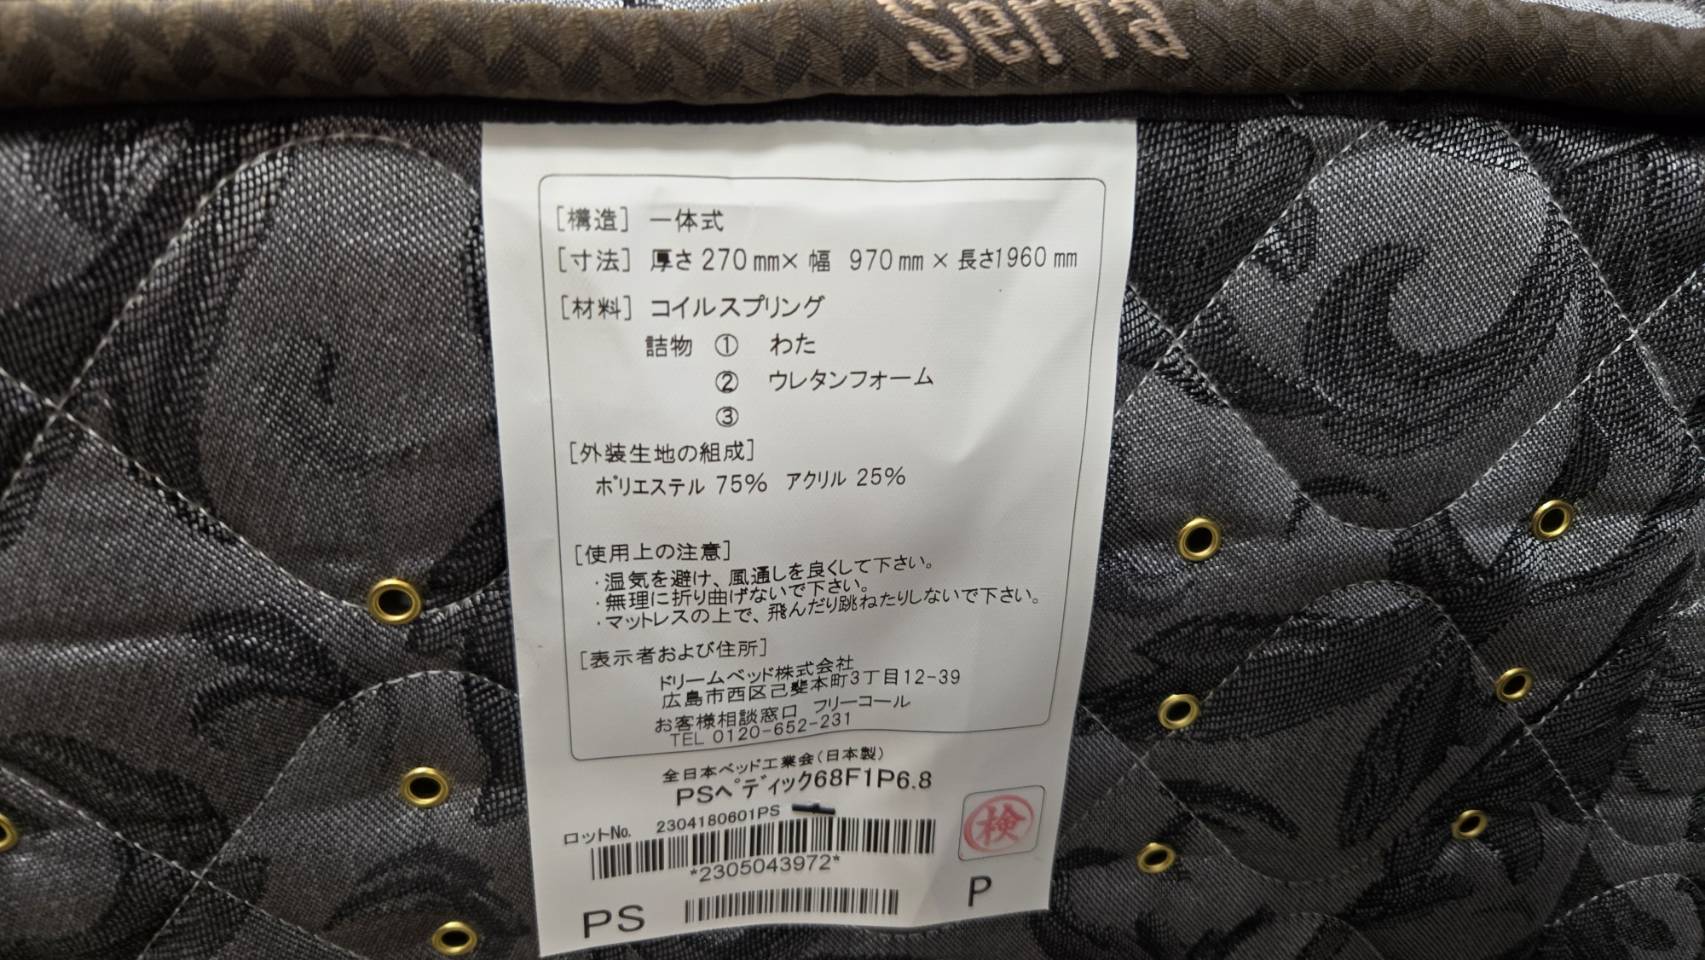 Serta
[構造] 一体式
[寸法] 厚さ270mm×幅 970mm×長さ1960mm
[材料] コイルスプリング
詰物 ① わた
② ウレタンフォーム
③
[外装生地の組成]
ポリエステル 75% アクリル 25%
[使用上の注意]
・湿気を避け、風通しを良くして下さい。
・無理に折り曲げないで下さい。
・マットレスの上で、飛んだり跳ねたりしないで下さい。
[表示者および住所]
ドリームベッド株式会社
広島市西区己斐本町3丁目12-39
お客様相談窓口 フリーコール
TEL 0120-652-231
全日本ベッド工業会(日本製)
PSペディック68F1P6.8
ロットNo. 2304180601PS
*2305043972*
検
PS
P